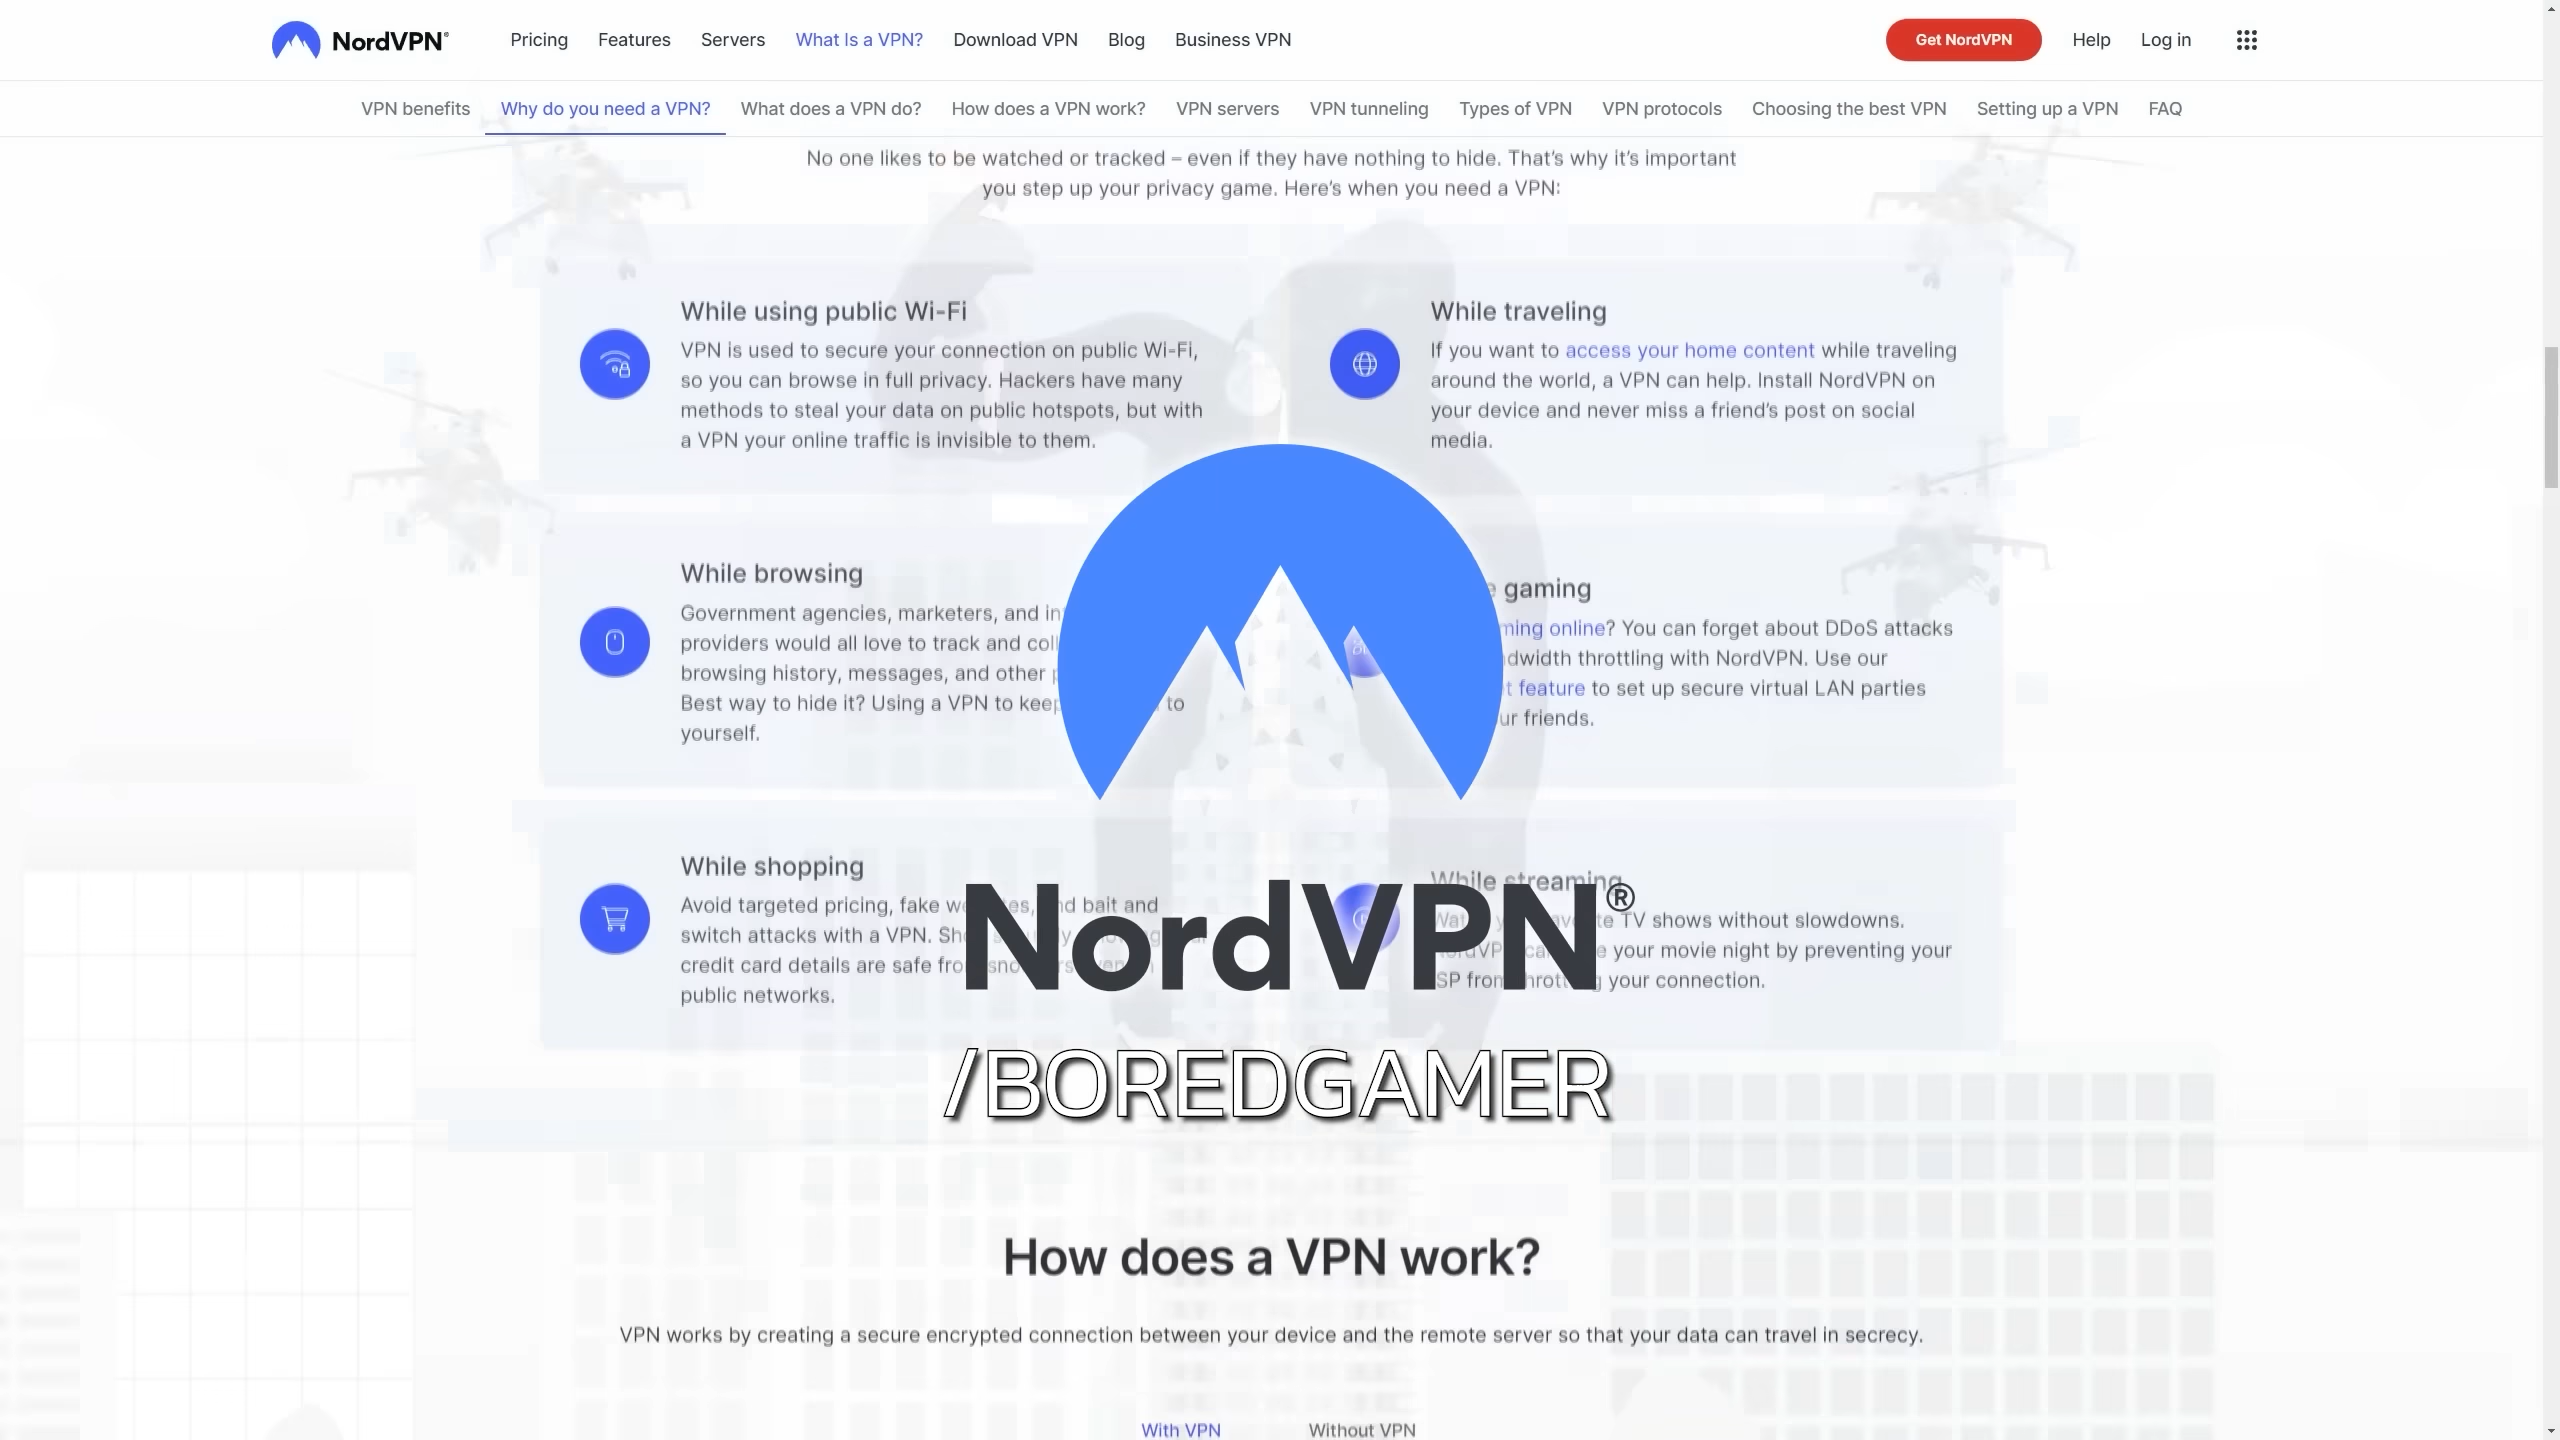 NordVPN®
Pricing
Features
Servers
What Is a VPN?
Download VPN
Blog
Business VPN
Get NordVPN
Help
Log in
VPN benefits
Why do you need a VPN?
What does a VPN do?
How does a VPN work?
VPN servers
VPN tunneling
Types of VPN
VPN protocols
Choosing the best VPN
Setting up a VPN
FAQ
No one likes to be watched or tracked – even if they have nothing to hide. That's why it's important
you step up your privacy game. Here's when you need a VPN:
While using public Wi-Fi
VPN is used to secure your connection on public Wi-Fi,
so you can browse in full privacy. Hackers have many
methods to steal your data on public hotspots, but with
a VPN your online traffic is invisible to them.
While traveling
If you want to access your home content while traveling
around the world, a VPN can help. Install NordVPN on
your device and never miss a friend's post on social
media.
While browsing
Government agencies, marketers, and
providers would all love to track and
browsing history, messages, and other
Best way to hide it? Using a VPN to keep to
yourself.
gaming
online? You can forget about DDoS attacks
throttling with NordVPN. Use our
feature to set up secure virtual LAN parties
friends.
While shopping
Avoid targeted pricing, fake and bait and
switch attacks with a VPN.
credit card details are safe
public networks.
While streaming
TV shows without slowdowns.
your movie night by preventing your
your connection.
NordVPN®
/BOREDGAMER
How does a VPN work?
VPN works by creating a secure encrypted connection between your device and the remote server so that your data can travel in secrecy.
With VPN
Without VPN